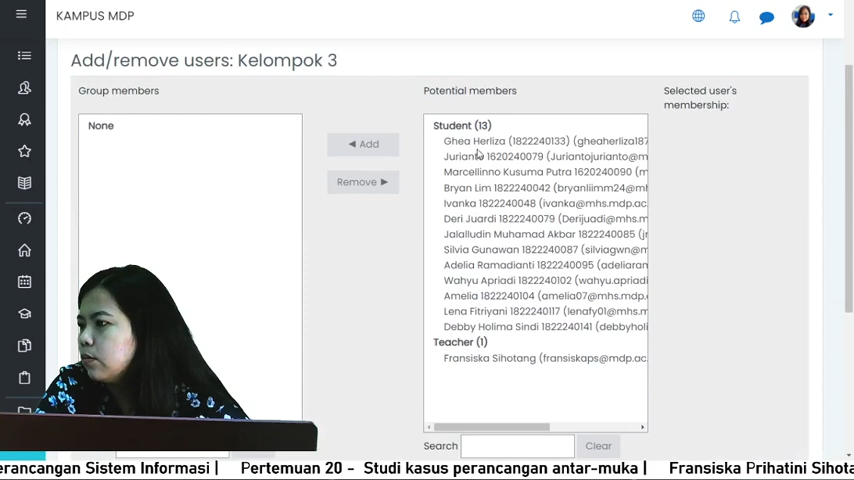 KAMPUS MDP
Add/remove users: Kelompok 3
Group members
None
◄ Add
Remove ►
Potential members
Student (13)
Ghea Herliza (1822240133) (gheaherliza187
Jurianto 1620240079 (Juriantojurianto@m
Marcellinno Kusuma Putra 1620240090 (m
Bryan Lim 1822240042 (bryanliimm24@mh
Ivanka 1822240048 (ivanka@mhs.mdp.ac.
Deri Juardi 1822240079 (Derijuadi@mhs.m
Jalalludin Muhamad Akbar 1822240085 (jr
Silvia Gunawan 1822240087 (silviagwn@m
Adelia Ramadianti 1822240095 (adeliaran
Wahyu Apriadi 1822240102 (wahyu.apriadi
Amelia 1822240104 (amelia07@mhs.mdp.
Lena Fitriyani 1822240117 (lenafy01@mhs.m
Debby Holima Sindi 1822240141 (debbyholi
Teacher (1)
Fransiska Sihotang (fransiskaps@mdp.ac.
Search
Clear
Selected user's
membership:
erancangan Sistem Informasi | Pertemuan 20 - Studi kasus perancangan antar-muka | Fransiska Prihatini Sihota